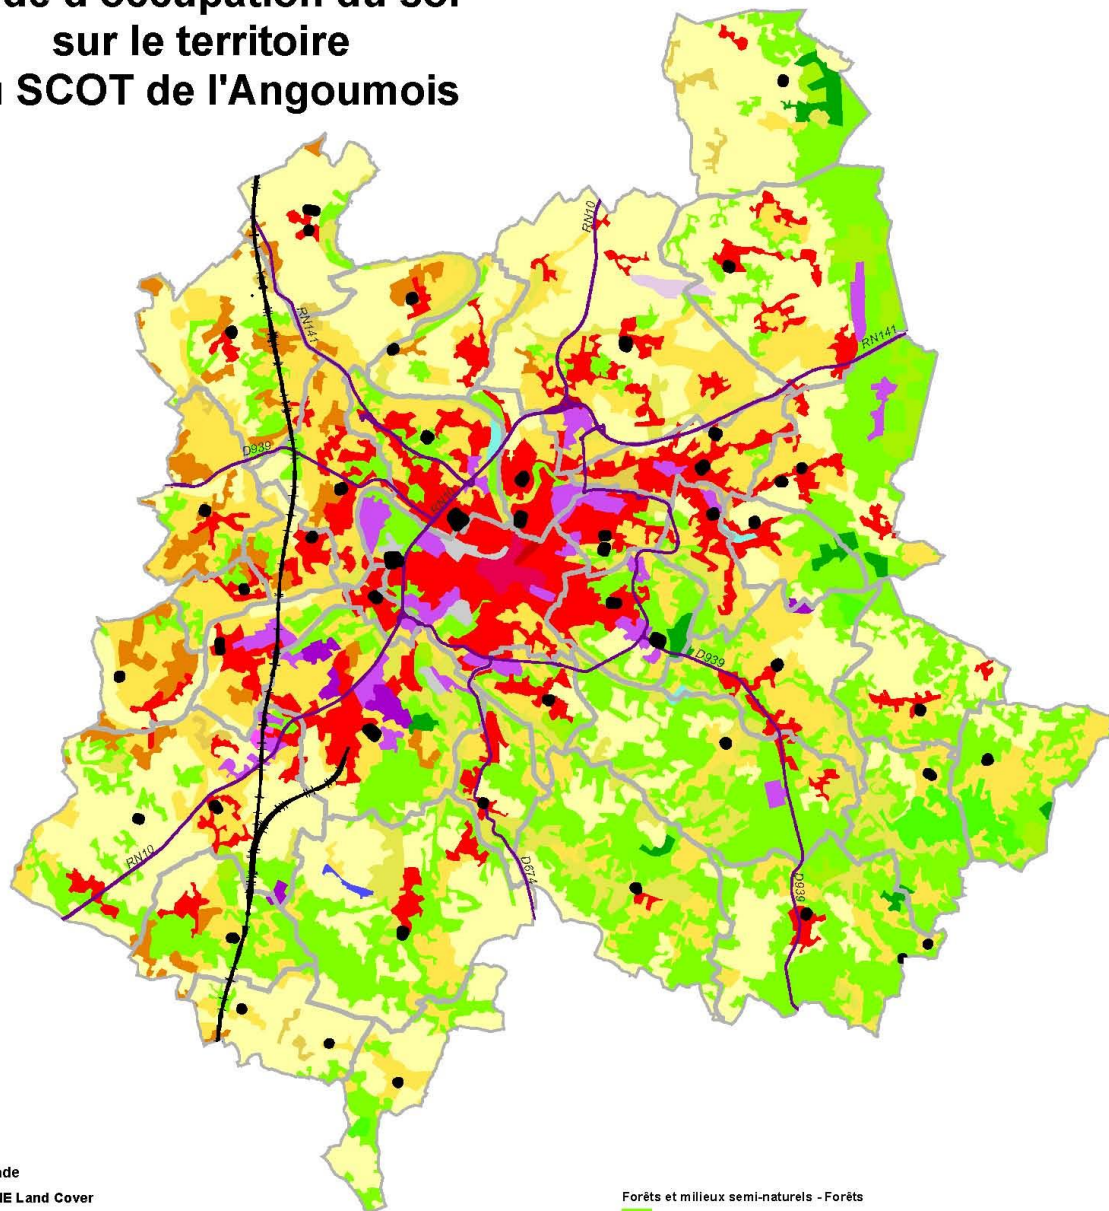 sur le territoire
SCOT de l'Angoumois
RN10
RN141
RN141
D939
RN10
D939
RN10
D674
D939
Land Cover
Forêts et milieux semi-naturels - Forêts